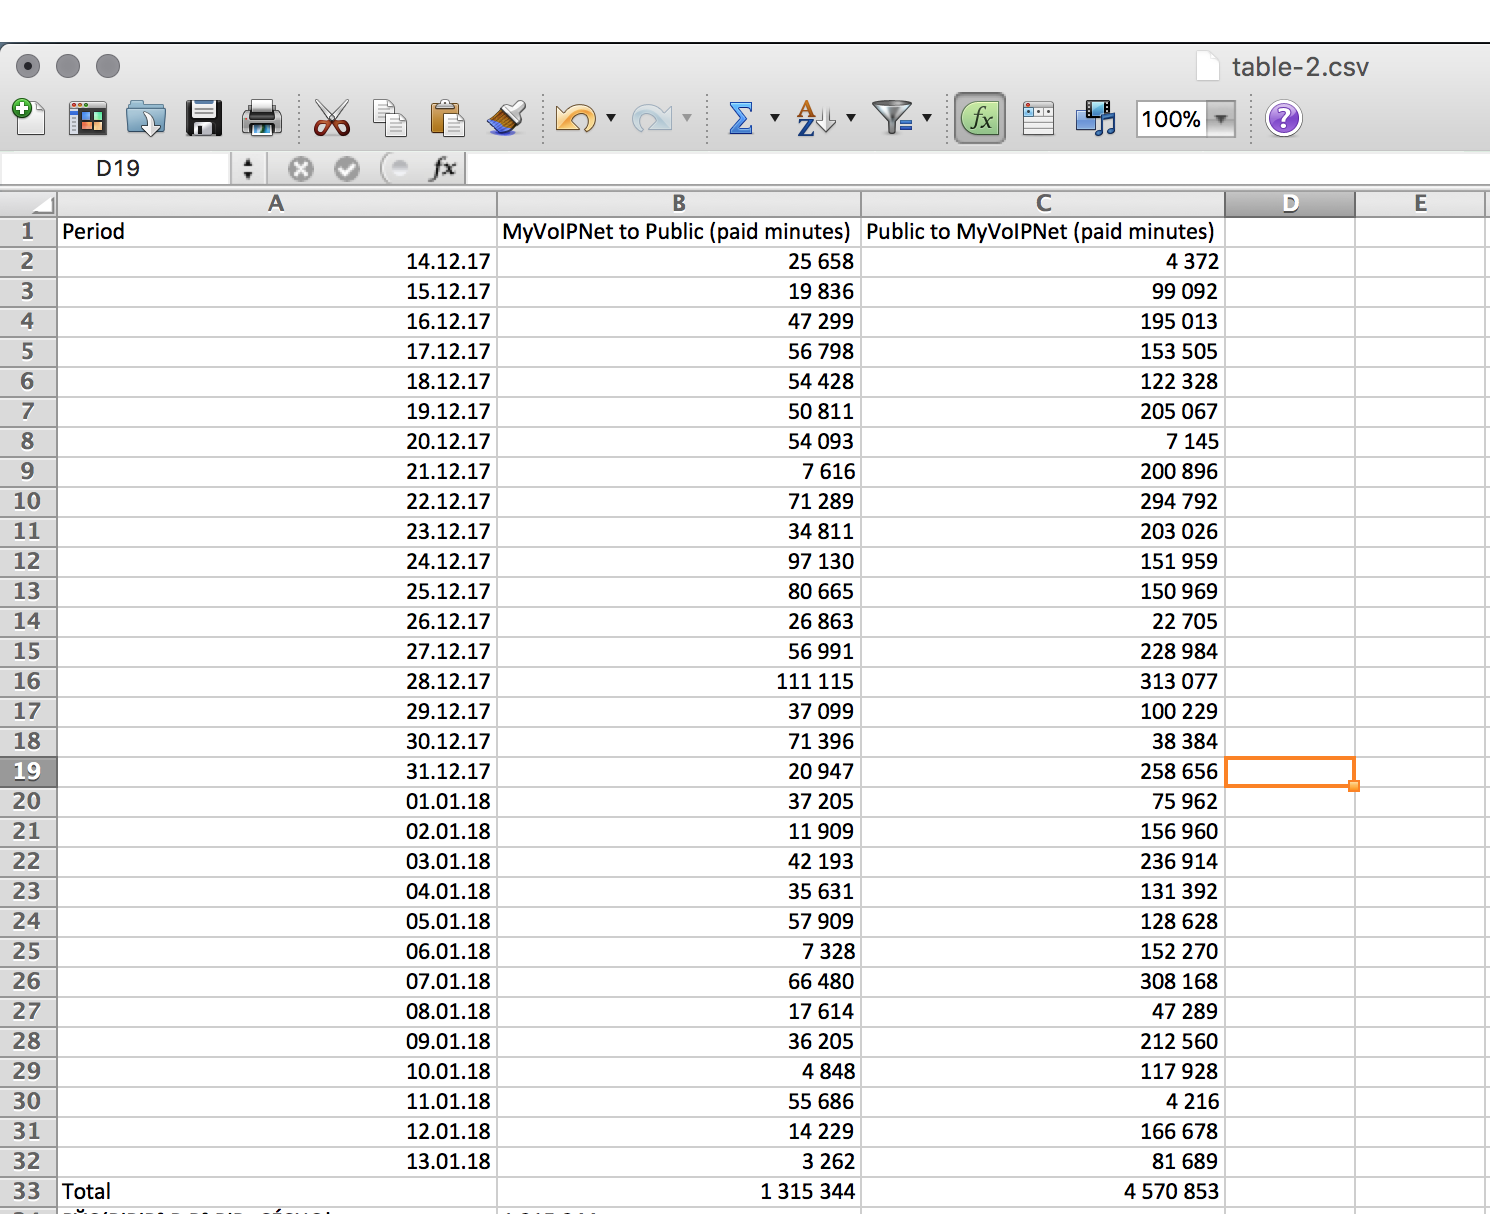 table-2.csv
100%
D19 fx
A B C D E
1 Period MyVoIPNet to Public (paid minutes) Public to MyVoIPNet (paid minutes)
2 14.12.17 25 658 4 372
3 15.12.17 19 836 99 092
4 16.12.17 47 299 195 013
5 17.12.17 56 798 153 505
6 18.12.17 54 428 122 328
7 19.12.17 50 811 205 067
8 20.12.17 54 093 7 145
9 21.12.17 7 616 200 896
10 22.12.17 71 289 294 792
11 23.12.17 34 811 203 026
12 24.12.17 97 130 151 959
13 25.12.17 80 665 150 969
14 26.12.17 26 863 22 705
15 27.12.17 56 991 228 984
16 28.12.17 111 115 313 077
17 29.12.17 37 099 100 229
18 30.12.17 71 396 38 384
19 31.12.17 20 947 258 656
20 01.01.18 37 205 75 962
21 02.01.18 11 909 156 960
22 03.01.18 42 193 236 914
23 04.01.18 35 631 131 392
24 05.01.18 57 909 128 628
25 06.01.18 7 328 152 270
26 07.01.18 66 480 308 168
27 08.01.18 17 614 47 289
28 09.01.18 36 205 212 560
29 10.01.18 4 848 117 928
30 11.01.18 55 686 4 216
31 12.01.18 14 229 166 678
32 13.01.18 3 262 81 689
33 Total 1 315 344 4 570 853